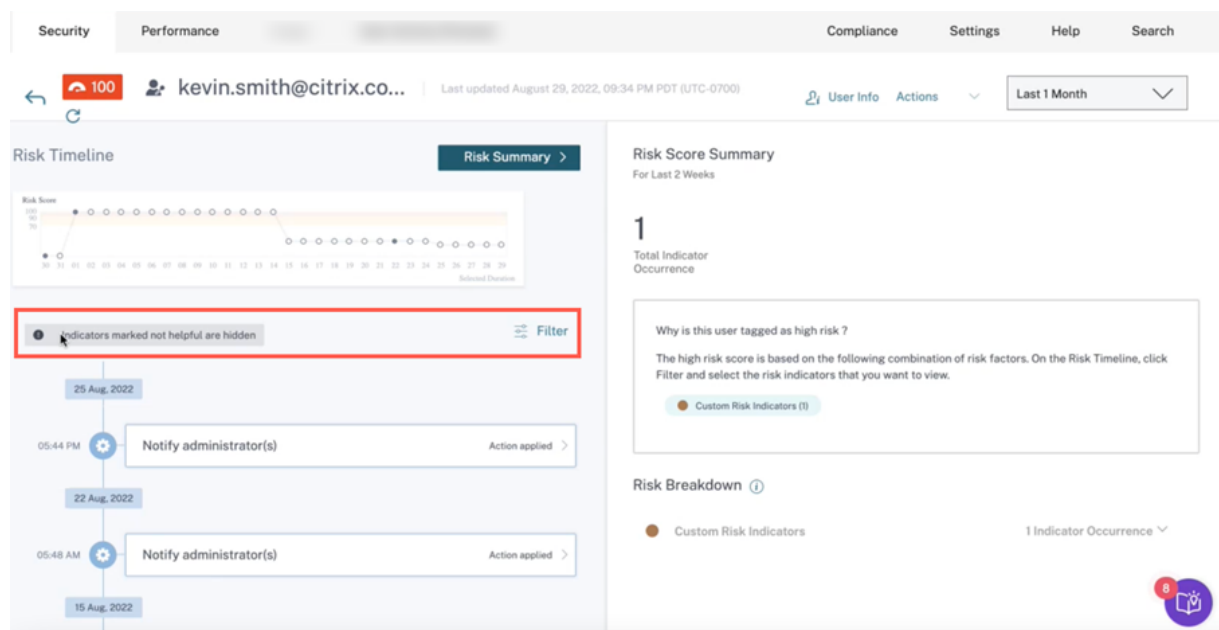 Security
Performance
Compliance
Settings
Help
Search
100
kevin.smith@citrix.co...
Last updated August 29, 2022, 09:34 PM PDT (UTC-0700)
User Info
Actions
Last 1 Month
Risk Timeline
Risk Summary >
Risk Score
100
90
70
30 31 01 02 03 04 05 06 07 08 09 10 11 12 13 14 15 16 17 18 19 20 21 22 23 24 25 26 27 28 29
Selected Duration
Indicators marked not helpful are hidden
Filter
25 Aug, 2022
05:44 PM
Notify administrator(s)
Action applied >
22 Aug, 2022
05:48 AM
Notify administrator(s)
Action applied >
15 Aug, 2022
Risk Score Summary
For Last 2 Weeks
1
Total Indicator
Occurrence
Why is this user tagged as high risk ?
The high risk score is based on the following combination of risk factors. On the Risk Timeline, click
Filter and select the risk indicators that you want to view.
Custom Risk Indicators (1)
Risk Breakdown
Custom Risk Indicators
1 Indicator Occurrence
8